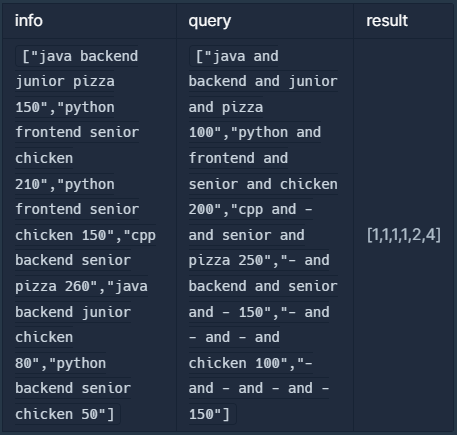 info
query
result
["java backend
junior pizza
150","python
frontend senior
chicken
210","python
frontend senior
chicken 150","cpp
backend senior
pizza 260","java
backend junior
chicken
80","python
backend senior
chicken 50"]
["java and
backend and junior
and pizza
100","python and
frontend and
senior and chicken
200","cpp and -
and senior and
pizza 250","- and
backend and senior
and - 150","- and
- and - and
chicken 100","-
and - and - and -
150"]
[1,1,1,1,2,4]